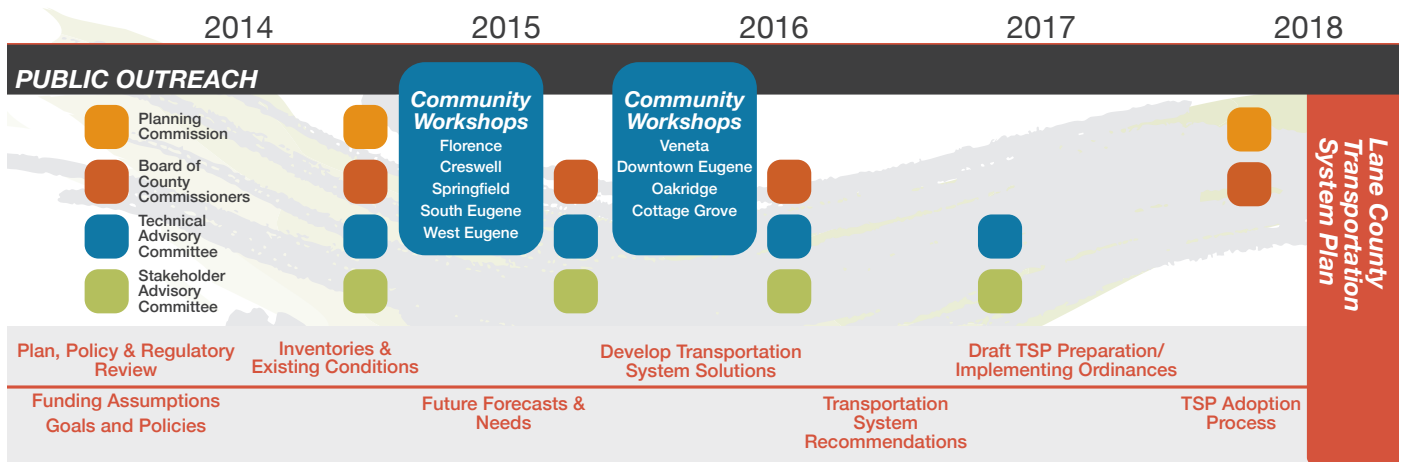 2014 2015 2016 2017 2018
PUBLIC OUTREACH
Planning
Commission
Board of
County
Commissioners
Technical
Advisory
Committee
Stakeholder
Advisory
Committee
Community
Workshops
Florence
Creswell
Springfield
South Eugene
West Eugene
Community
Workshops
Veneta
Downtown Eugene
Oakridge
Cottage Grove
Lane County
Transportation
System Plan
Plan, Policy & Regulatory
Review
Inventories &
Existing Conditions
Develop Transportation
System Solutions
Draft TSP Preparation/
Implementing Ordinances
Funding Assumptions
Goals and Policies
Future Forecasts &
Needs
Transportation
System
Recommendations
TSP Adoption
Process